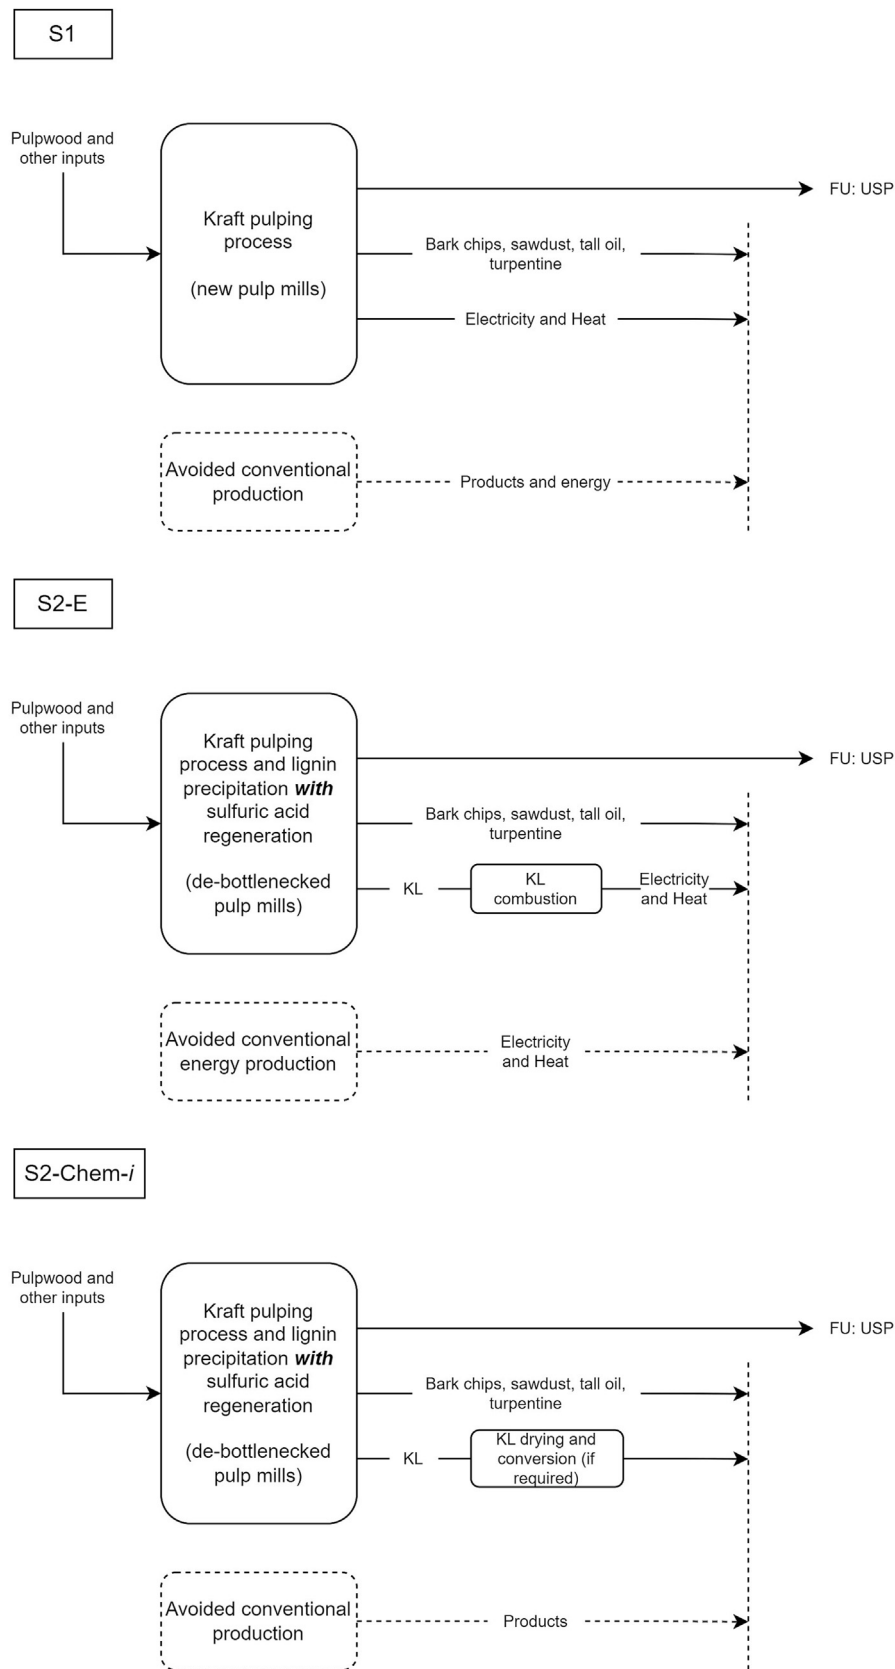 S1
Pulpwood and
other inputs
Kraft pulping
process
(new pulp mills)
FU: USP
Bark chips, sawdust, tall oil,
turpentine
Electricity and Heat
Avoided conventional
production
Products and energy
S2-E
Pulpwood and
other inputs
Kraft pulping
process and lignin
precipitation with
sulfuric acid
regeneration
(de-bottlenecked
pulp mills)
FU: USP
Bark chips, sawdust, tall oil,
turpentine
KL
KL
combustion
Electricity
and Heat
Avoided conventional
energy production
Electricity
and Heat
S2-Chem-i
Pulpwood and
other inputs
Kraft pulping
process and lignin
precipitation with
sulfuric acid
regeneration
(de-bottlenecked
pulp mills)
FU: USP
Bark chips, sawdust, tall oil,
turpentine
KL
KL drying and
conversion (if
required)
Avoided conventional
production
Products